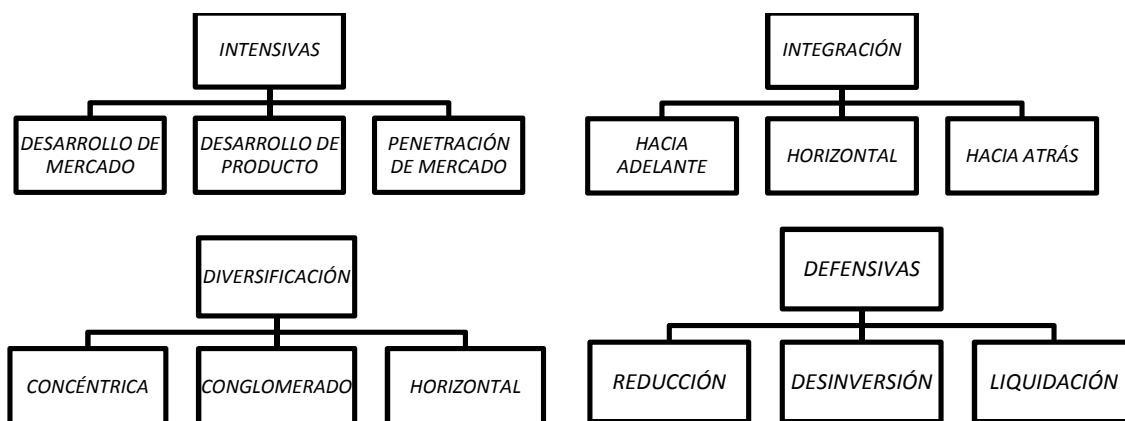 INTENSIVAS
DESARROLLO DE
MERCADO
DESARROLLO DE
PRODUCTO
PENETRACIÓN
DE MERCADO
INTEGRACIÓN
HACIA
ADELANTE
HORIZONTAL
HACIA ATRÁS
DIVERSIFICACIÓN
CONCÉNTRICA
CONGLOMERADO
HORIZONTAL
DEFENSIVAS
REDUCCIÓN
DESINVERSIÓN
LIQUIDACIÓN